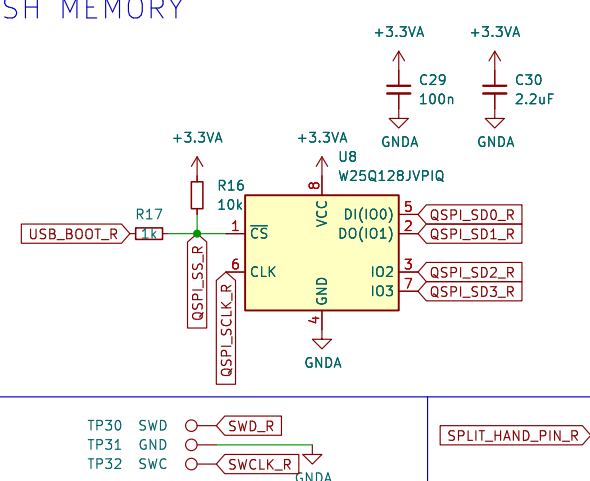 SH MEMORY
+3.3VA
+3.3VA
C29
100n
C30
2.2uF
GNDA
GNDA
+3.3VA
+3.3VA
U8
W25Q128JVPIQ
R16
10k
8
VCC
R17
1k
USB_BOOT_R
1
CS
DI(IO0)
5
QSPI_SD0_R
DO(IO1)
2
QSPI_SD1_R
QSPI_SS_R
6
CLK
IO2
3
QSPI_SD2_R
IO3
7
QSPI_SD3_R
QSPI_SCLK_R
GND
4
GNDA
TP30 SWD
SWD_R
TP31 GND
TP32 SWC
SWCLK_R
GNDA
SPLIT_HAND_PIN_R